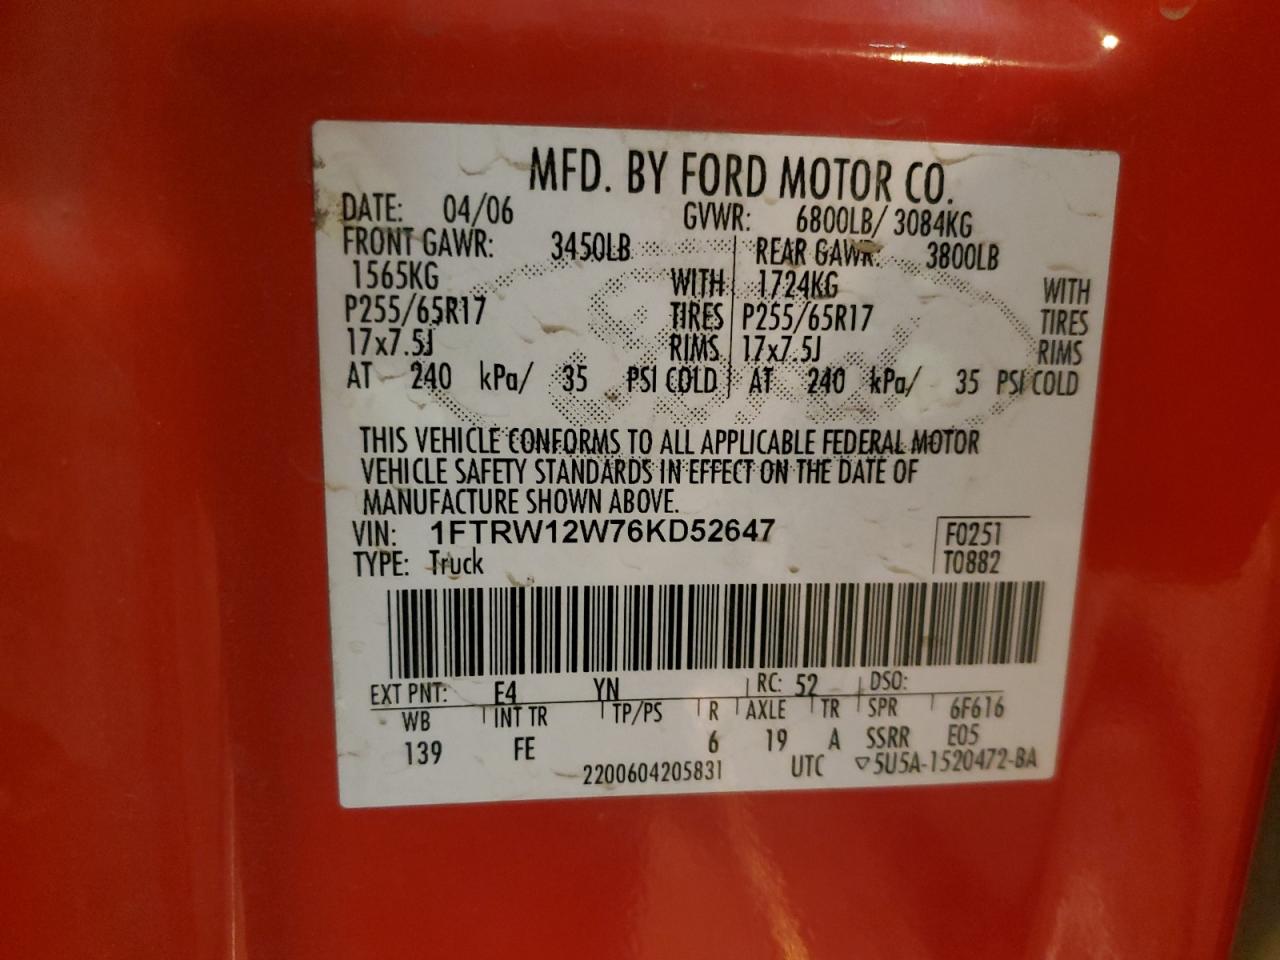 MFD. BY FORD MOTOR CO.
DATE: 04/06 GVWR: 6800LB/ 3084KG
FRONT GAWR: 3450LB REAR GAWR: 3800LB
1565KG WITH 1724KG WITH
P255/65R17 TIRES P255/65R17 TIRES
17x7.5J RIMS 17x7.5J RIMS
AT 240 kPa/ 35 PSI COLD AT 240 kPa/ 35 PSI COLD
THIS VEHICLE CONFORMS TO ALL APPLICABLE FEDERAL MOTOR
VEHICLE SAFETY STANDARDS IN EFFECT ON THE DATE OF
MANUFACTURE SHOWN ABOVE.
VIN: 1FTRW12W76KD52647 F0251
TYPE: Truck T0882
EXT PNT: E4 YN RC: 52 DSO:
WB INT TR TP/PS R AXLE TR SPR 6F616
139 FE 6 19 A SSRR E05
2200604205831 UTC ▽5U5A-1520472-BA